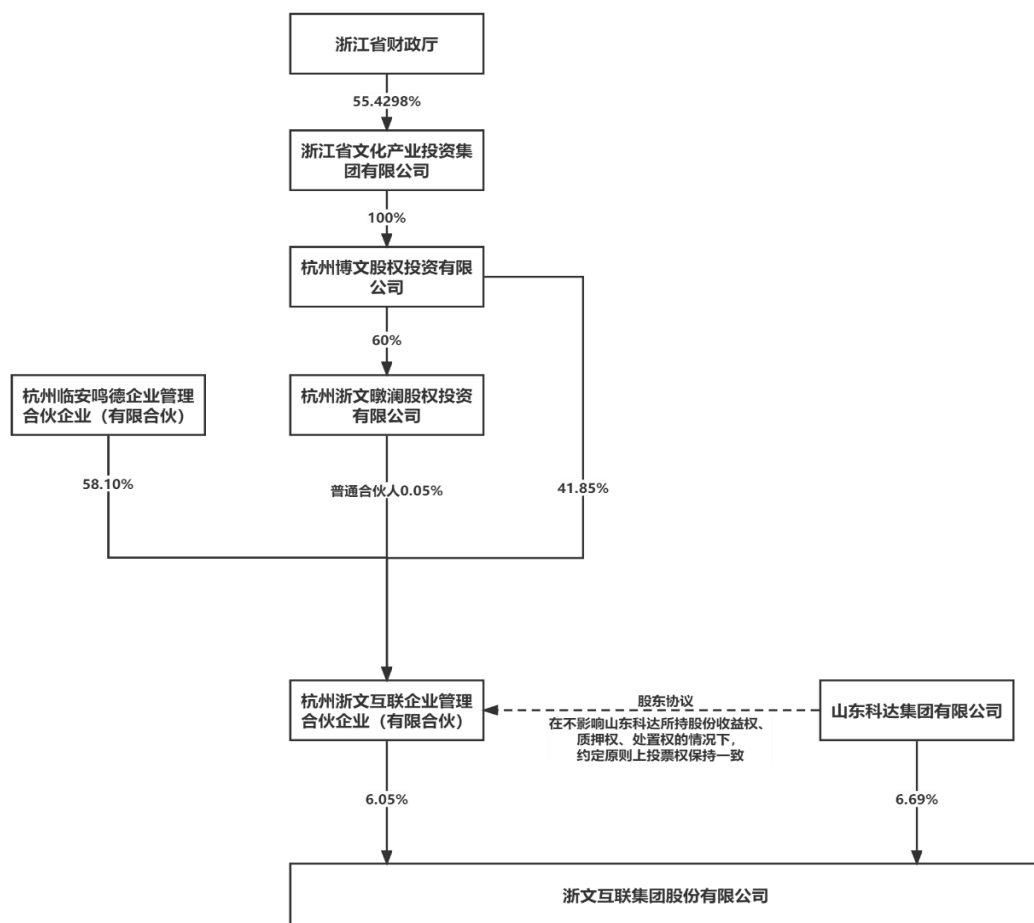 浙江省财政厅
55.4298%
浙江省文化产业投资集
团有限公司
100%
杭州博文股权投资有限
公司
60%
杭州临安鸣德企业管理
合伙企业（有限合伙）
杭州浙文暾澜股权投资
有限公司
58.10%
普通合伙人0.05%
41.85%
杭州浙文互联企业管理
合伙企业（有限合伙）
股东协议
在不影响山东科达所持股份收益权、
质押权、处置权的情况下，
约定原则上投票权保持一致
山东科达集团有限公司
6.05%
6.69%
浙文互联集团股份有限公司